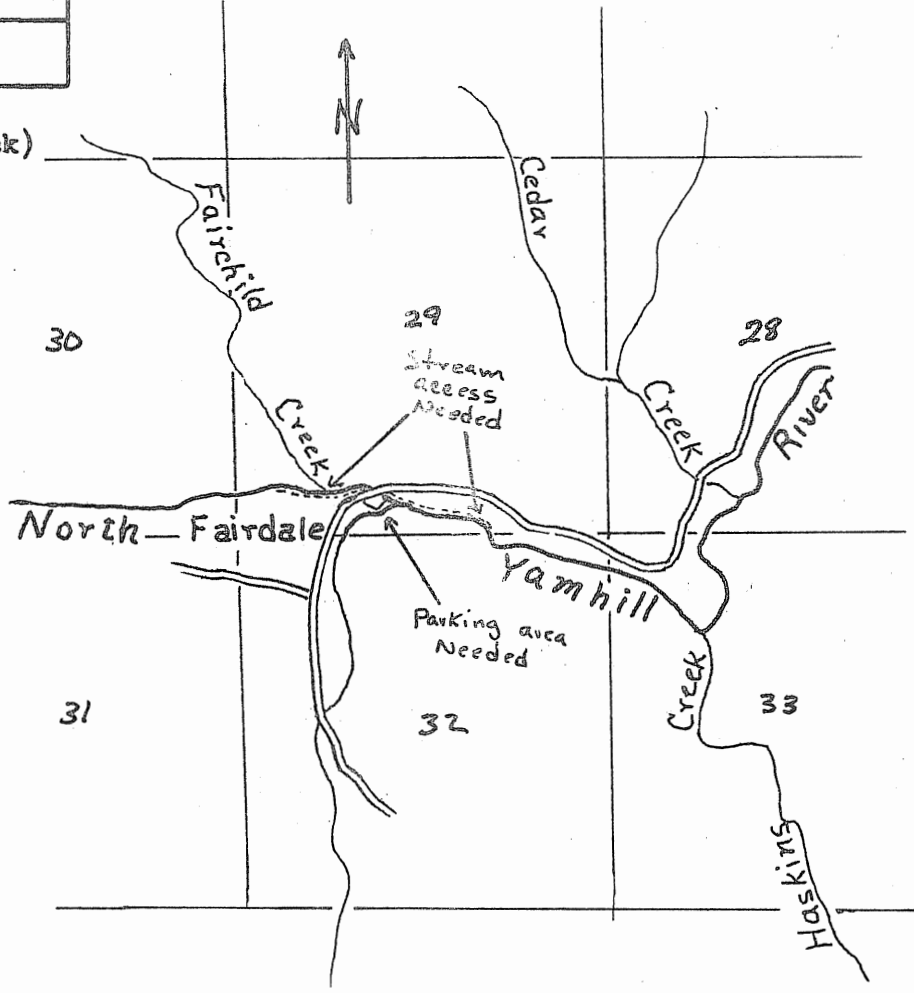 k)
N
Fairchild
Creek
Cedar
Creek
30
29
28
Stream
access
Needed
River
North Fairdale
Yamhill
Parking area
Needed
31
32
33
Creek
Haskins